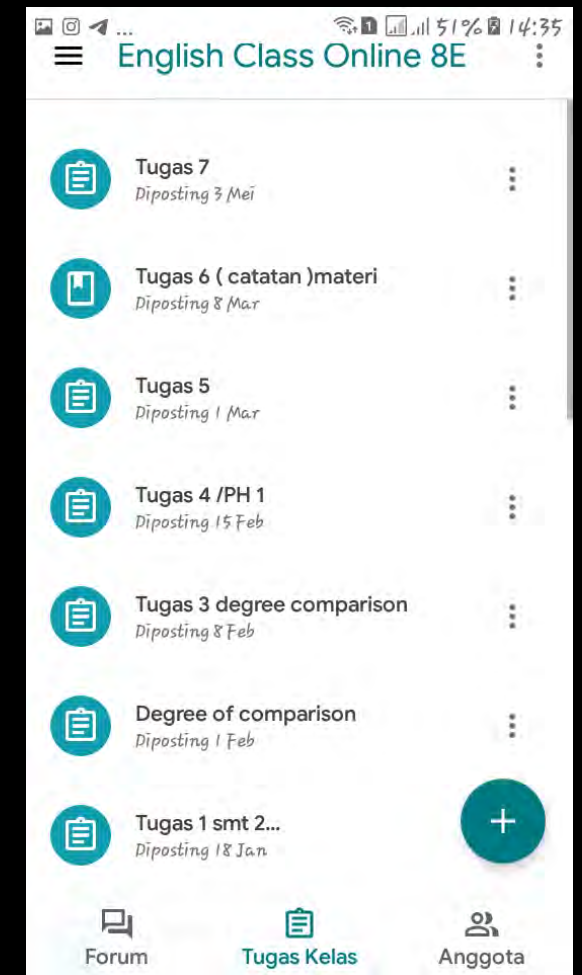 ... 1 51% 14:35
English Class Online 8E
Tugas 7
Diposting 3 Mei
Tugas 6 ( catatan )materi
Diposting 8 Mar
Tugas 5
Diposting 1 Mar
Tugas 4 /PH 1
Diposting 15 Feb
Tugas 3 degree comparison
Diposting 8 Feb
Degree of comparison
Diposting 1 Feb
Tugas 1 smt 2...
Diposting 18 Jan
Forum Tugas Kelas Anggota